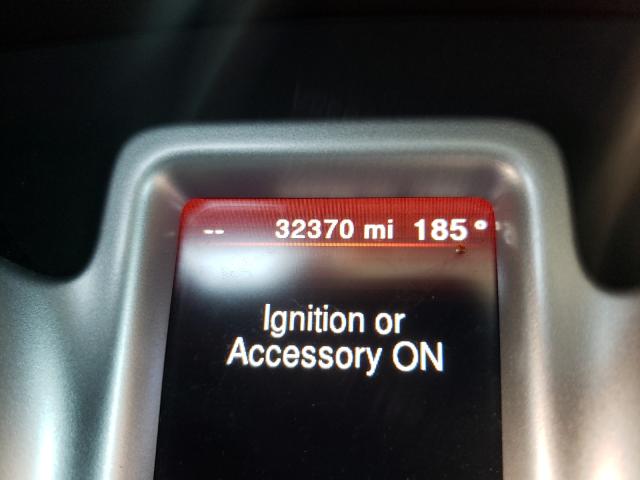 -- 32370 mi 185°
Ignition or
Accessory ON